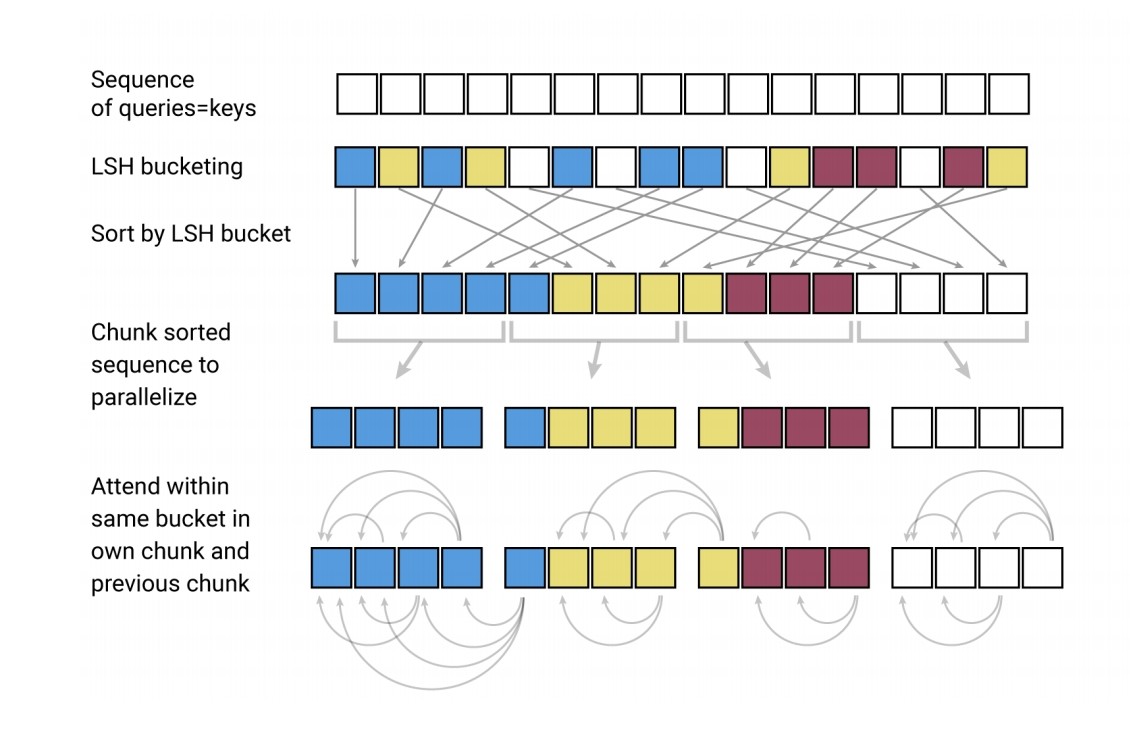 Sequence
of queries=keys
LSH bucketing
Sort by LSH bucket
Chunk sorted
sequence to
parallelize
Attend within
same bucket in
own chunk and
previous chunk